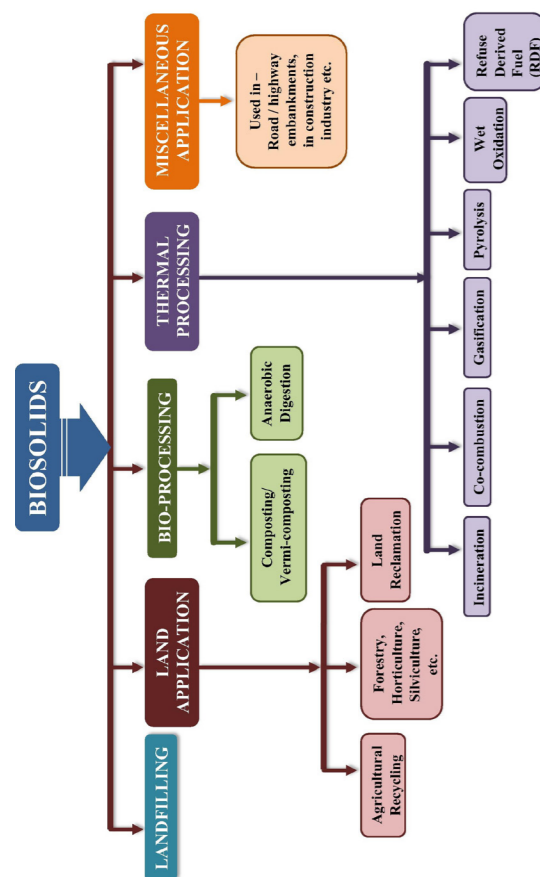 BIOSOLIDS
LANDFILLING
LAND
APPLICATION
BIO-PROCESSING
THERMAL
PROCESSING
MISCELLANEOUS
APPLICATION
Agricultural
Recycling
Forestry,
Horticulture,
Silviculture,
etc.
Land
Reclamation
Composting/
Vermi-composting
Anaerobic
Digestion
Used in –
Road / highway
embankments,
in construction
industry etc.
Incineration
Co-combustion
Gasification
Pyrolysis
Wet
Oxidation
Refuse
Derived
Fuel
(RDF)